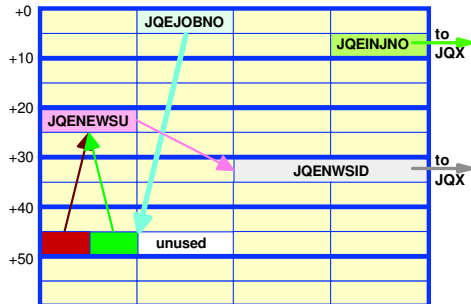 +0
JQEJOBNO
JQEINJNO
to
JQX
+10
+20
JQENEWSU
+30
JQENWSID
to
JQX
+40
unused
+50